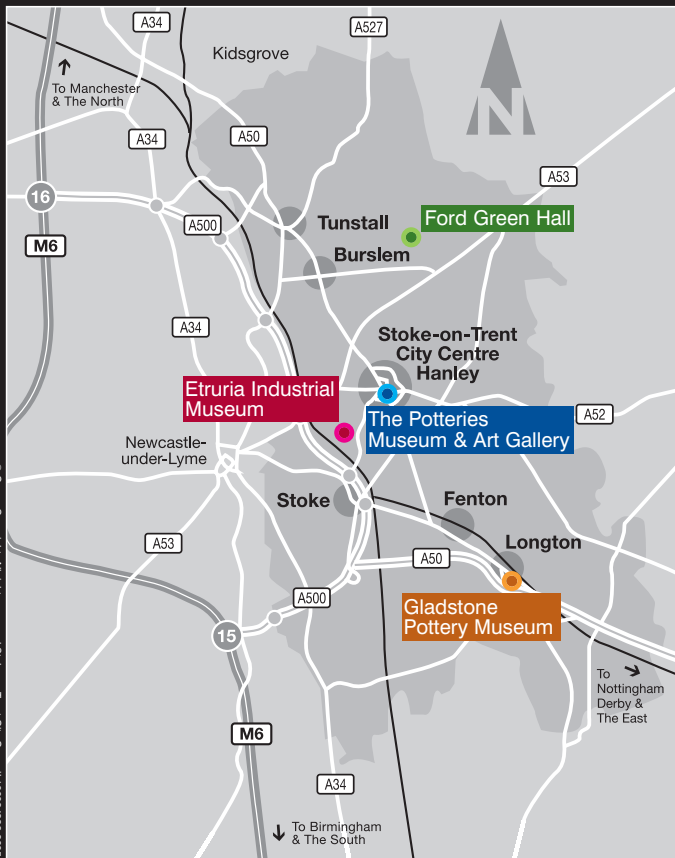 A34
A527
Kidsgrove
To Manchester
& The North
N
A34
A50
A53
16
A500
Tunstall
Ford Green Hall
M6
Burslem
A34
Stoke-on-Trent
City Centre
Hanley
Etruria Industrial
Museum
The Potteries
Museum & Art Gallery
A52
Newcastle-
under-Lyme
Stoke
Fenton
A53
Longton
A50
A500
Gladstone
Pottery Museum
15
To
Nottingham
Derby &
The East
M6
A34
To Birmingham
& The South